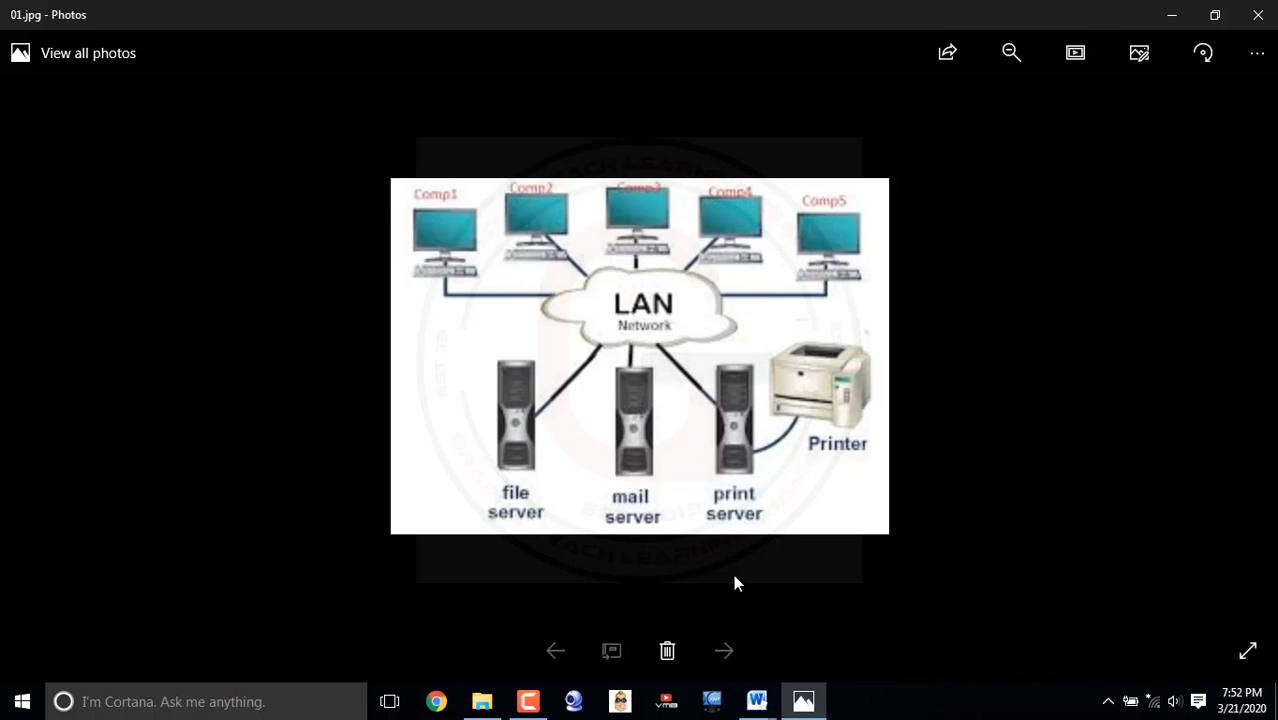 01.jpg - Photos
View all photos
Comp1
Comp2
Comp3
Comp4
Comp5
LAN
Network
Printer
file
server
mail
server
print
server
I'm Cortana. Ask me anything.
7:52 PM
3/21/2020